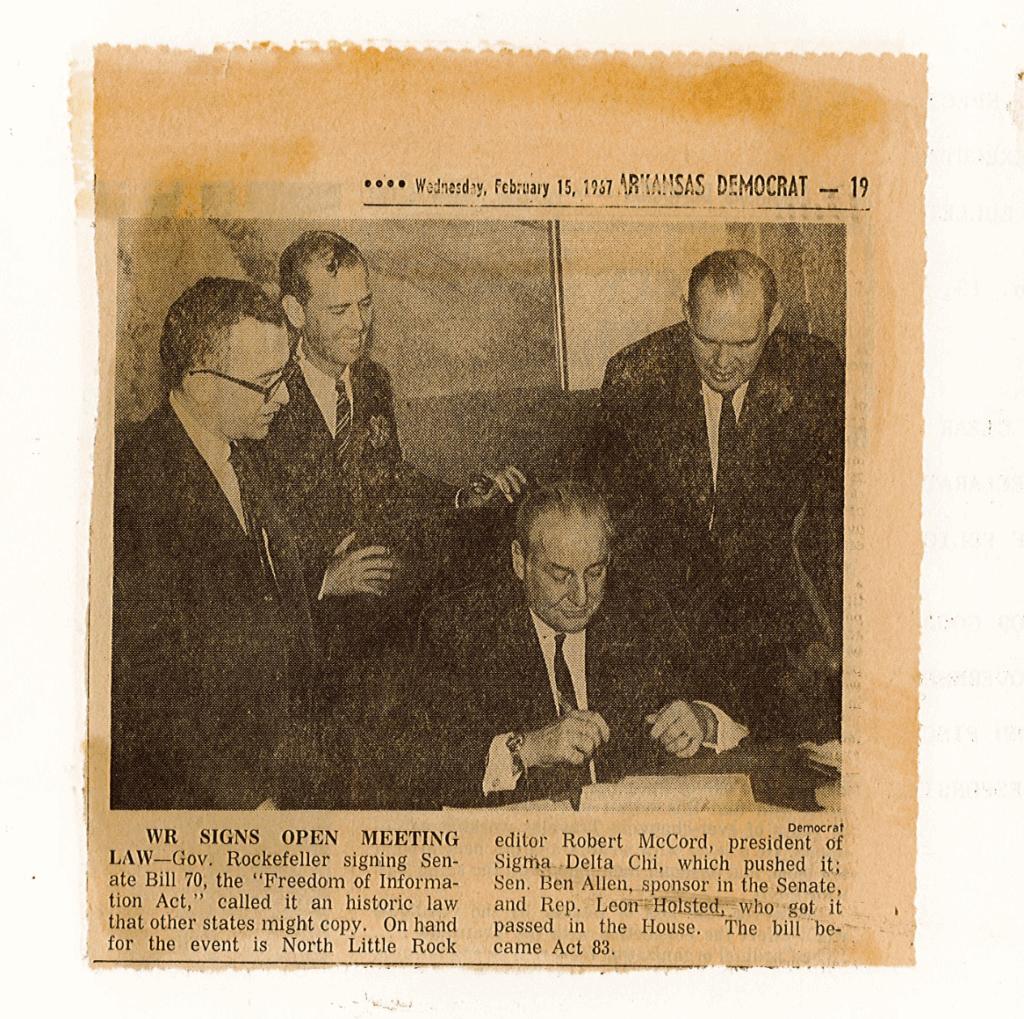 •••• Wednesday, February 15, 1967 ARKANSAS DEMOCRAT — 19
Democrat
WR SIGNS OPEN MEETING
LAW—Gov. Rockefeller signing Sen-
ate Bill 70, the "Freedom of Informa-
tion Act," called it an historic law
that other states might copy. On hand
for the event is North Little Rock
editor Robert McCord, president of
Sigma Delta Chi, which pushed it;
Sen. Ben Allen, sponsor in the Senate,
and Rep. Leon Holsted, who got it
passed in the House. The bill be-
came Act 83.